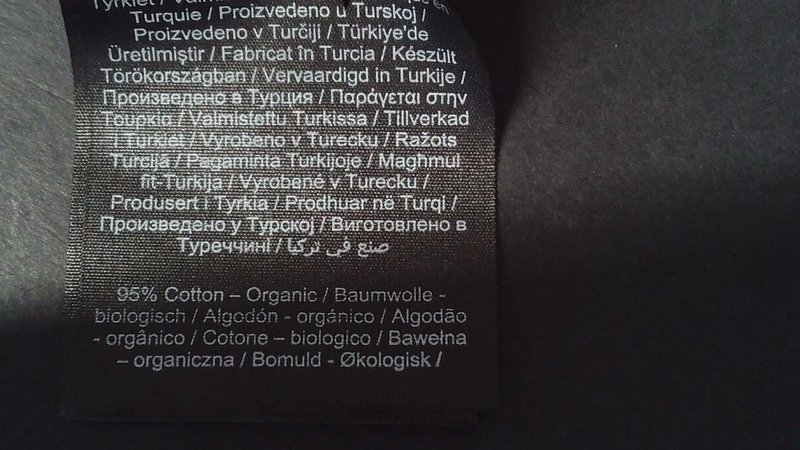 Tyrkiet / Valmi
Turquie / Proizvedeno u Turskoj /
Proizvedeno v Turčiji / Türkiye'de
Üretilmiştir / Fabricat în Turcia / Készült
Törökországban / Vervaardigd in Turkije /
Произведено в Турция / Παράγεται στην
Τουρκία / Valmistettu Turkissa / Tillverkad
i Turkiet / Vyrobeno v Turecku / Ražots
Turcijā / Pagaminta Turkijoje / Maghmul
fit-Turkija / Vyrobené v Turecku /
Produsert i Tyrkia / Prodhuar në Turqi /
Произведено у Турској / Виготовлено в
Туреччині / صنع في تركيا
95% Cotton – Organic / Baumwolle -
biologisch / Algodón - orgánico / Algodão
- orgânico / Cotone – biologico / Bawełna
– organiczna / Bomuld - Økologisk /